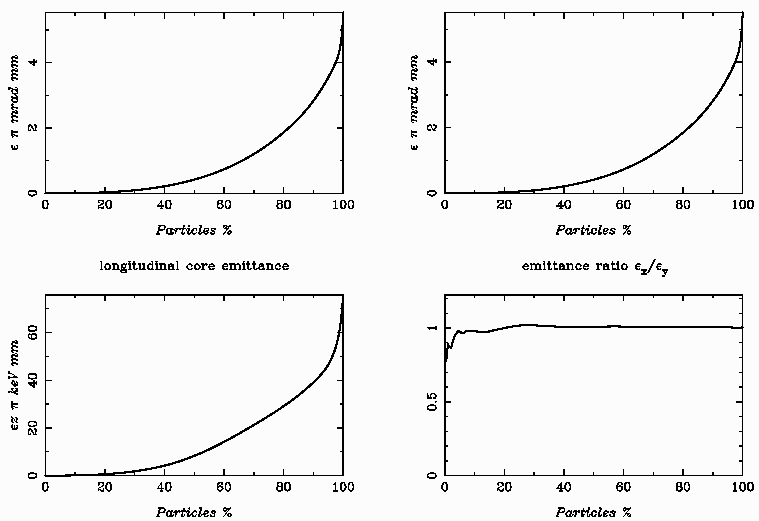 4
2
0
ε π mrad mm
0 20 40 60 80 100
Particles %
4
2
0
ε π mrad mm
0 20 40 60 80 100
Particles %
longitudinal core emittance
60
40
20
0
εz π keV mm
0 20 40 60 80 100
Particles %
emittance ratio εx/εy
1
0.5
0
0 20 40 60 80 100
Particles %